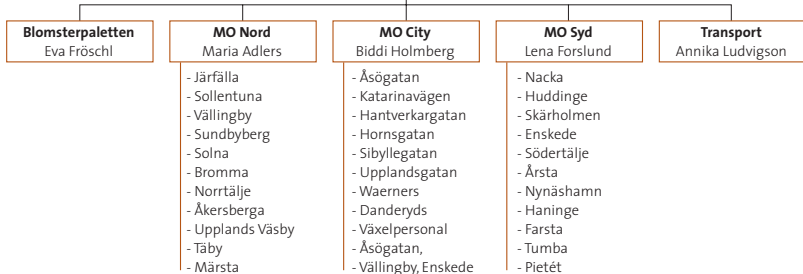 Blomsterpaletten
Eva Fröschl
MO Nord
Maria Adlers
- Järfälla
- Sollentuna
- Vällingby
- Sundbyberg
- Solna
- Bromma
- Norrtälje
- Åkersberga
- Upplands Väsby
- Täby
- Märsta
MO City
Biddi Holmberg
- Åsögatan
- Katarinavägen
- Hantverkargatan
- Hornsgatan
- Sibyllegatan
- Upplandsgatan
- Waerners
- Danderyds
- Växelpersonal
- Åsögatan,
- Vällingby, Enskede
MO Syd
Lena Forslund
- Nacka
- Huddinge
- Skärholmen
- Enskede
- Södertälje
- Årsta
- Nynäshamn
- Haninge
- Farsta
- Tumba
- Pietét
Transport
Annika Ludvigson